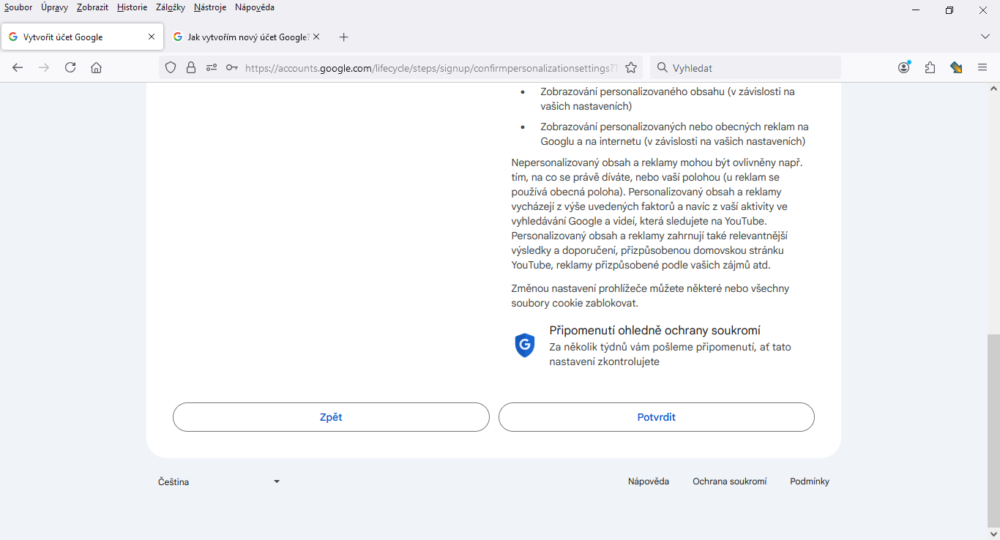 Soubor Úpravy Zobrazit Historie Záložky Nástroje Nápověda
Vytvořit účet Google
Jak vytvořím nový účet Google?
https://accounts.google.com/lifecycle/steps/signup/confirmpersonalizationsettings?T
Vyhledat
• Zobrazování personalizovaného obsahu (v závislosti na
vašich nastaveních)
• Zobrazování personalizovaných nebo obecných reklam na
Googlu a na internetu (v závislosti na vašich nastaveních)
Nepersonalizovaný obsah a reklamy mohou být ovlivněny např.
tím, na co se právě díváte, nebo vaší polohou (u reklam se
používá obecná poloha). Personalizovaný obsah a reklamy
vycházejí z výše uvedených faktorů a navíc z vaší aktivity ve
vyhledávání Google a videí, která sledujete na YouTube.
Personalizovaný obsah a reklamy zahrnují také relevantnější
výsledky a doporučení, přizpůsobenou domovskou stránku
YouTube, reklamy přizpůsobené podle vašich zájmů atd.
Změnou nastavení prohlížeče můžete některé nebo všechny
soubory cookie zablokovat.
G
Připomenutí ohledně ochrany soukromí
Za několik týdnů vám pošleme připomenutí, ať tato
nastavení zkontrolujete
Zpět
Potvrdit
Čeština
Nápověda
Ochrana soukromí
Podmínky